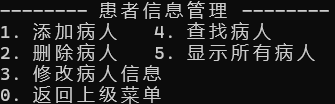 -------- 患者信息管理 --------
1. 添加病人   4. 查找病人
2. 删除病人   5. 显示所有病人
3. 修改病人信息
0. 返回上级菜单